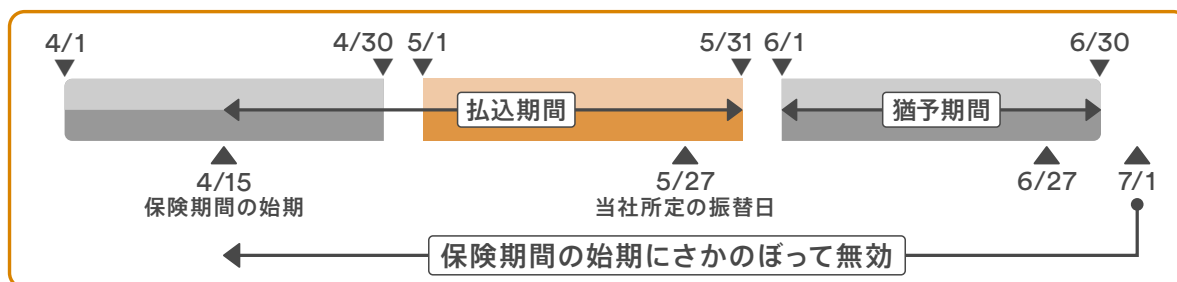 4/1 4/30 5/1 5/31 6/1 6/30
払込期間 猶予期間
4/15 5/27 6/27 7/1
保険期間の始期 当社所定の振替日
保険期間の始期にさかのぼって無効